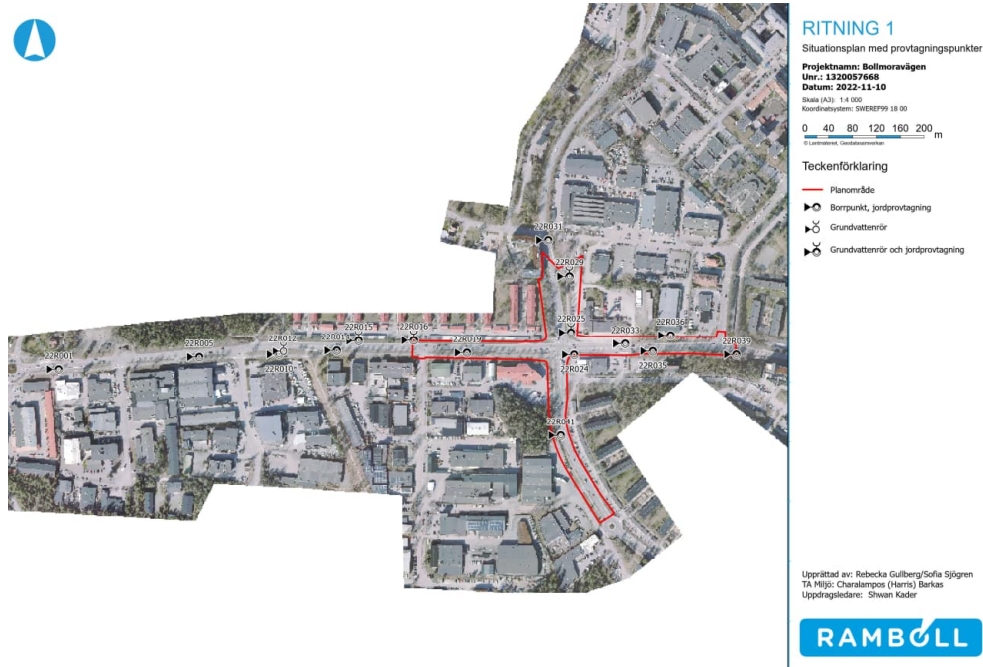 RITNING 1
Situationsplan med provtagningspunkter
Projektnamn: Bollmoravägen
Unr.: 1320057668
Datum: 2022-11-10
Skala (A3): 1:4 000
Koordinatsystem: SWEREF99 18 00
0 40 80 120 160 200 m
© Lantmäteriet, Geodatasamverkan
Teckenförklaring
Planområde
Borrpunkt, jordprovtagning
Grundvattenrör
Grundvattenrör och jordprovtagning
22R031
22R029
22R025
22R033
22R036
22R015
22R016
22R012
22R005
22R001
22R019
22R039
22R035
22R024
22R010
22R041
Upprättad av: Rebecka Gullberg/Sofia Sjögren
TA Miljö: Charalampos (Harris) Barkas
Uppdragsledare: Shwan Kader
RAMBOLL